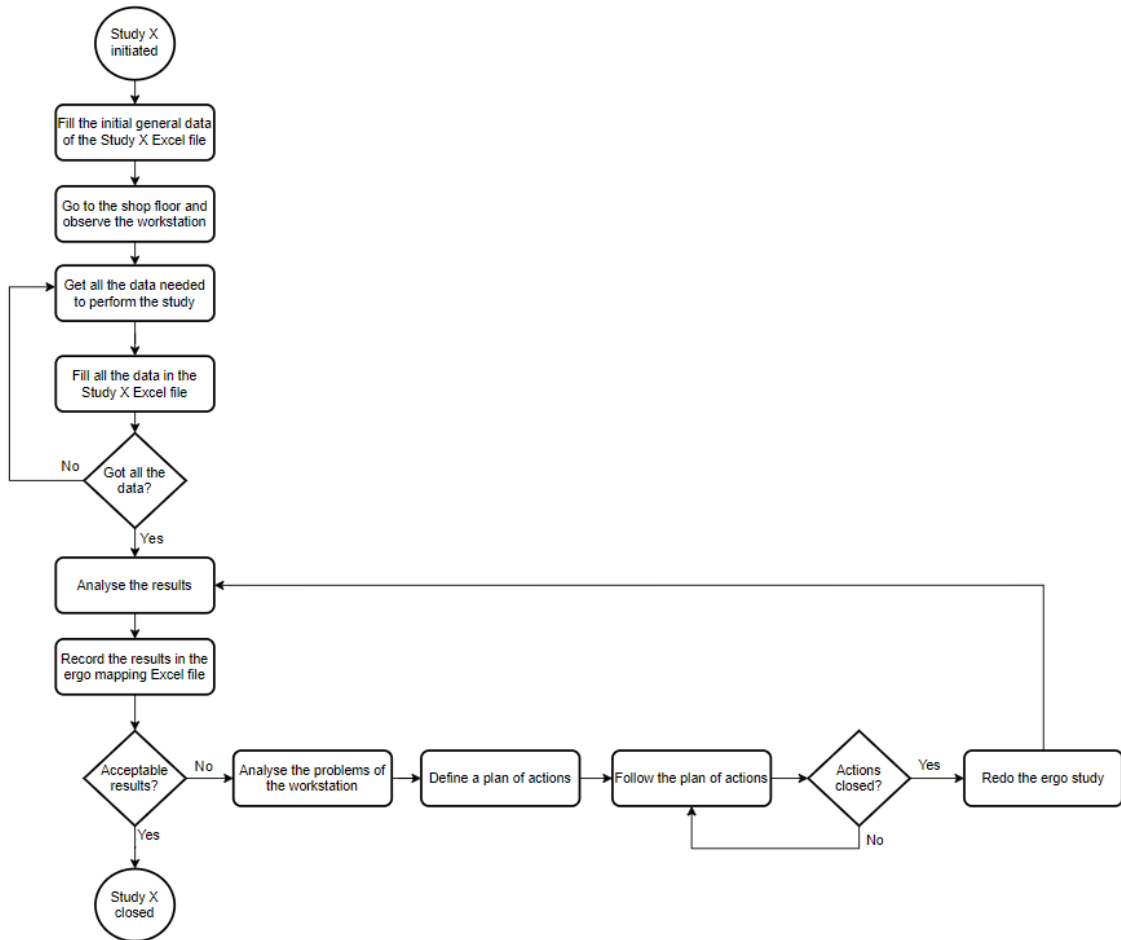 Study X
initiated
Fill the initial general data
of the Study X Excel file
Go to the shop floor and
observe the workstation
Get all the data needed
to perform the study
Fill all the data in the
Study X Excel file
No
Got all the
data?
Yes
Analyse the results
Record the results in the
ergo mapping Excel file
Acceptable
results?
No
Analyse the problems of
the workstation
Define a plan of actions
Follow the plan of actions
Actions
closed?
Yes
Redo the ergo study
No
Yes
Study X
closed